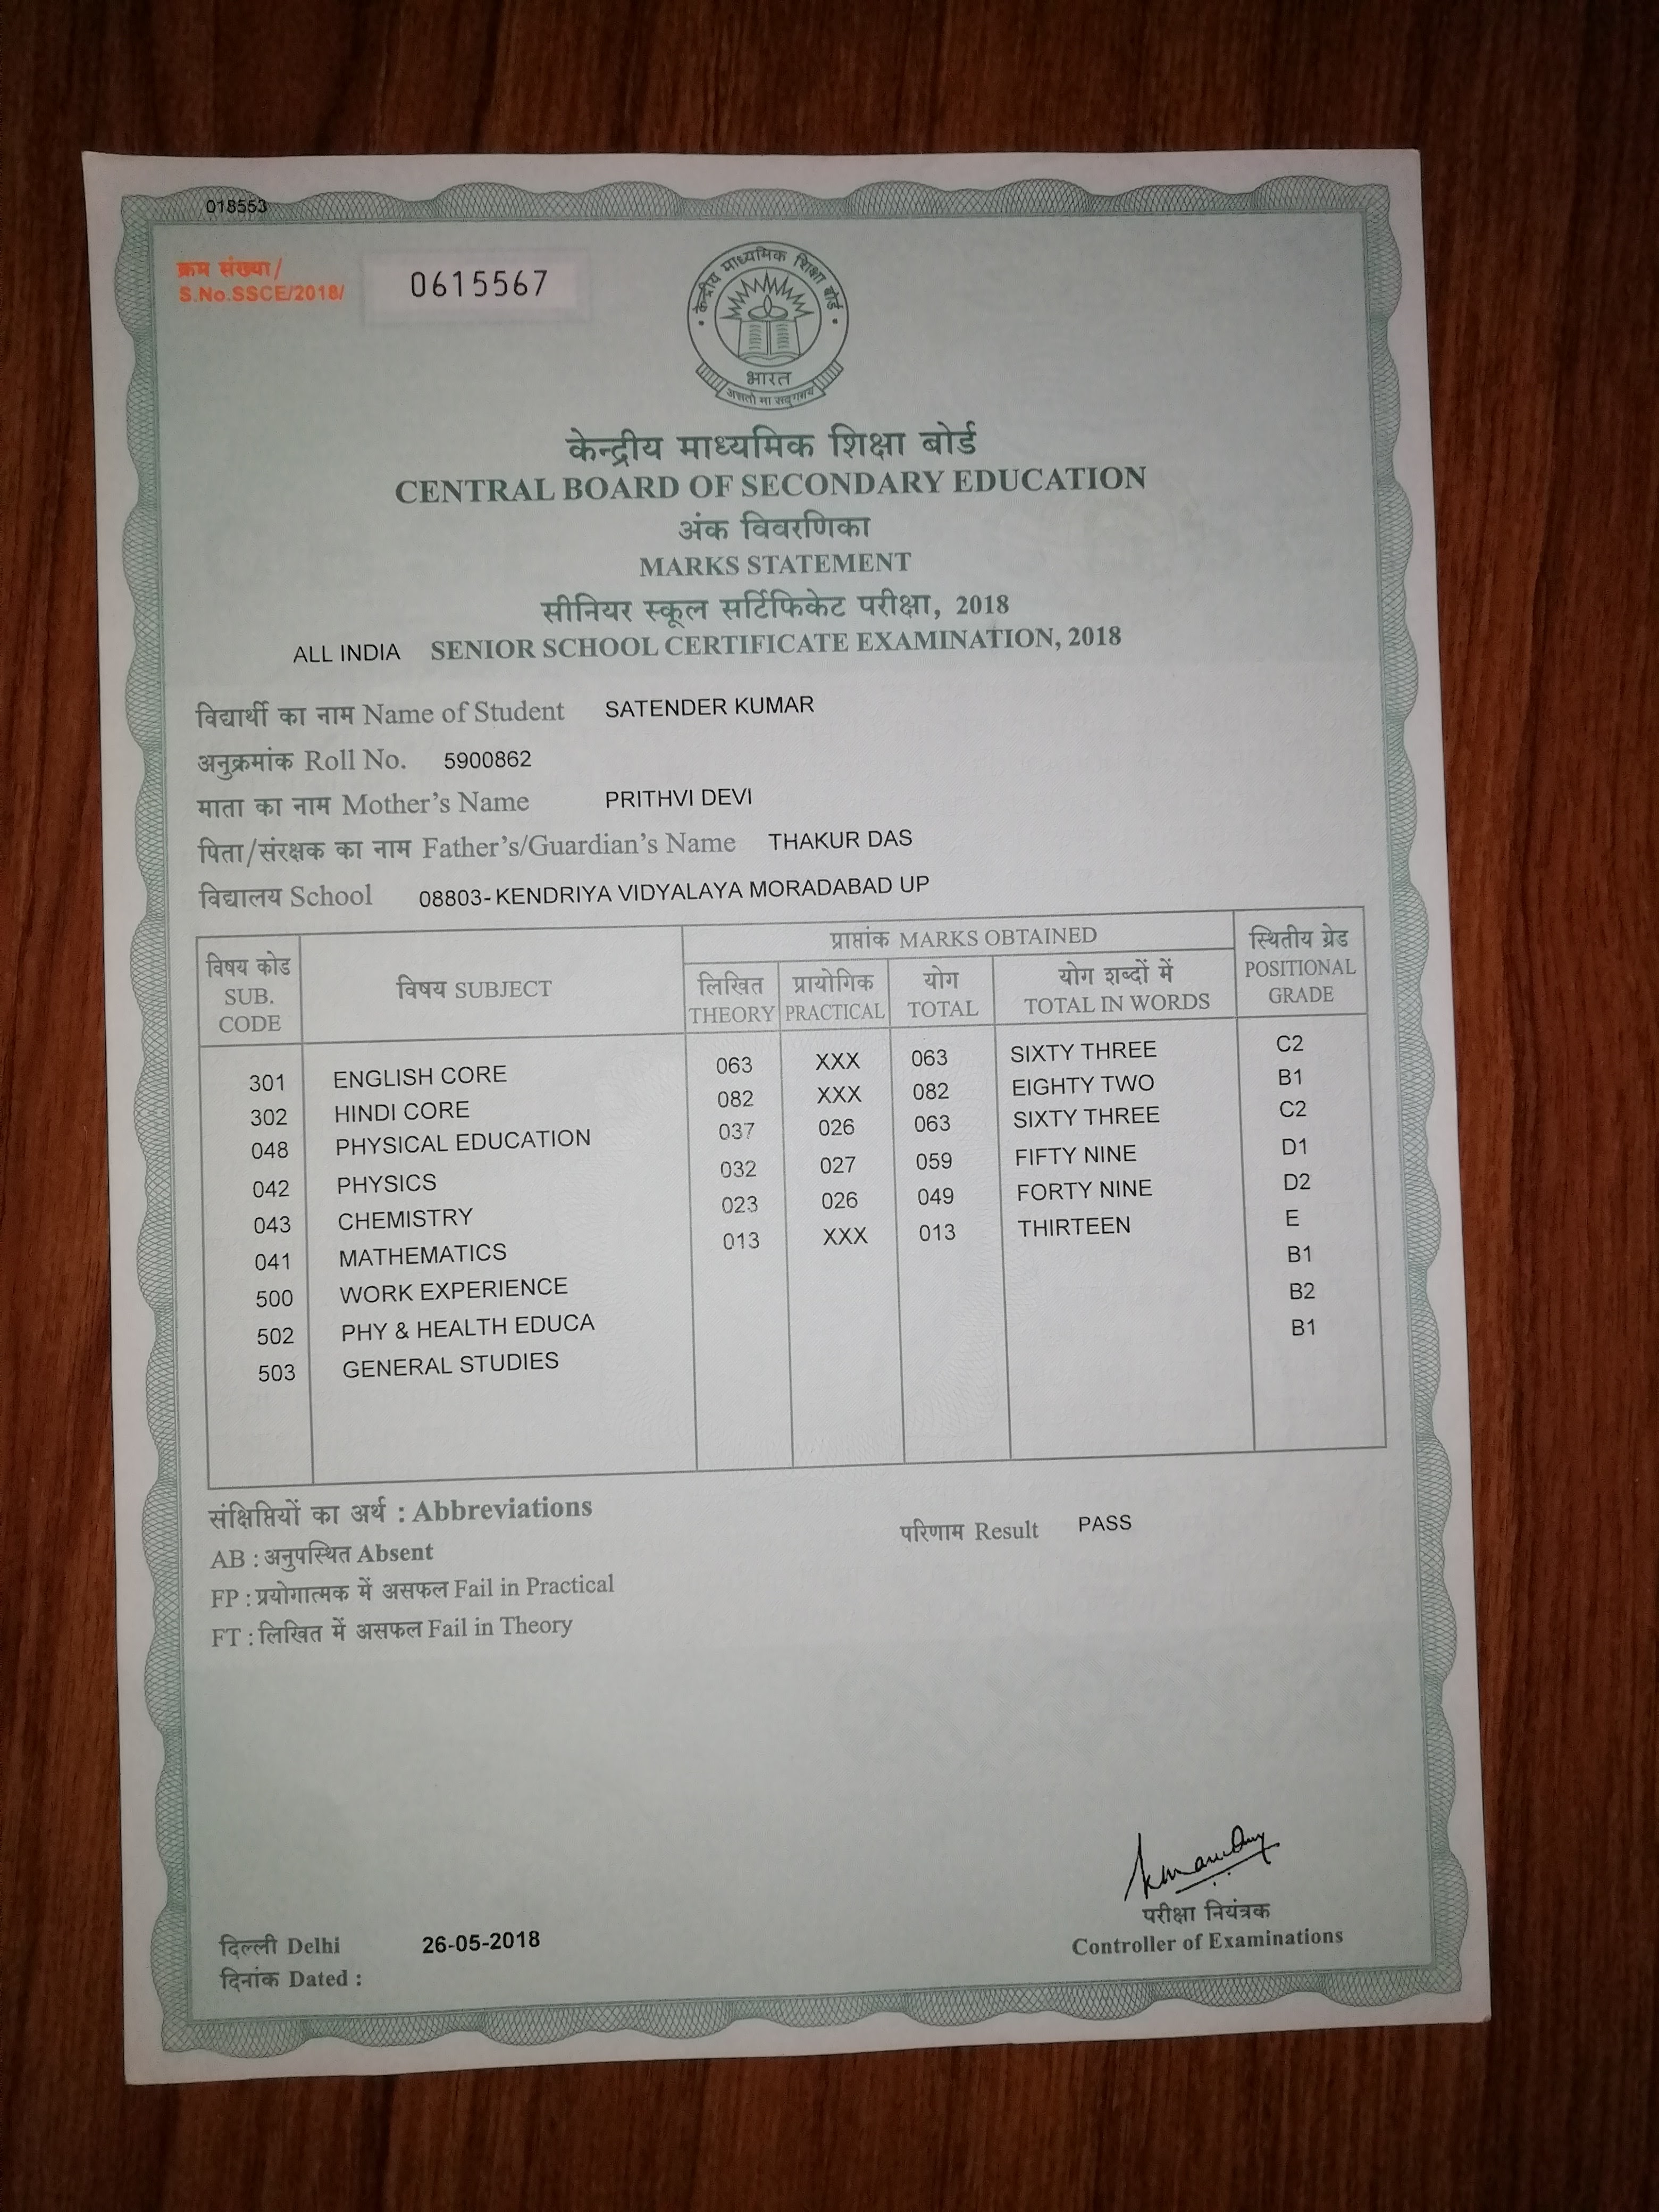 018553
क्रम संख्या/
S.No.SSCE/2018/ 0615567
केन्द्रीय माध्यमिक शिक्षा बोर्ड
भारत
असतो मा सद्गमय
केन्द्रीय माध्यमिक शिक्षा बोर्ड
CENTRAL BOARD OF SECONDARY EDUCATION
अंक विवरणिका
MARKS STATEMENT
सीनियर स्कूल सर्टिफिकेट परीक्षा, 2018
ALL INDIA SENIOR SCHOOL CERTIFICATE EXAMINATION, 2018
विद्यार्थी का नाम Name of Student SATENDER KUMAR
अनुक्रमांक Roll No. 5900862
माता का नाम Mother's Name PRITHVI DEVI
पिता/संरक्षक का नाम Father's/Guardian's Name THAKUR DAS
विद्यालय School 08803- KENDRIYA VIDYALAYA MORADABAD UP
विषय कोड SUB. CODE विषय SUBJECT प्राप्तांक MARKS OBTAINED स्थितीय ग्रेड POSITIONAL GRADE
लिखित THEORY प्रायोगिक PRACTICAL योग TOTAL योग शब्दों में TOTAL IN WORDS
301 ENGLISH CORE 063 XXX 063 SIXTY THREE C2
302 HINDI CORE 082 XXX 082 EIGHTY TWO B1
048 PHYSICAL EDUCATION 037 026 063 SIXTY THREE C2
042 PHYSICS 032 027 059 FIFTY NINE D1
043 CHEMISTRY 023 026 049 FORTY NINE D2
041 MATHEMATICS 013 XXX 013 THIRTEEN E
500 WORK EXPERIENCE B1
502 PHY & HEALTH EDUCA B2
503 GENERAL STUDIES B1
संक्षिप्तियों का अर्थ : Abbreviations
परिणाम Result PASS
AB : अनुपस्थित Absent
FP : प्रयोगात्मक में असफल Fail in Practical
FT : लिखित में असफल Fail in Theory
परीक्षा नियंत्रक
Controller of Examinations
दिल्ली Delhi 26-05-2018
दिनांक Dated :